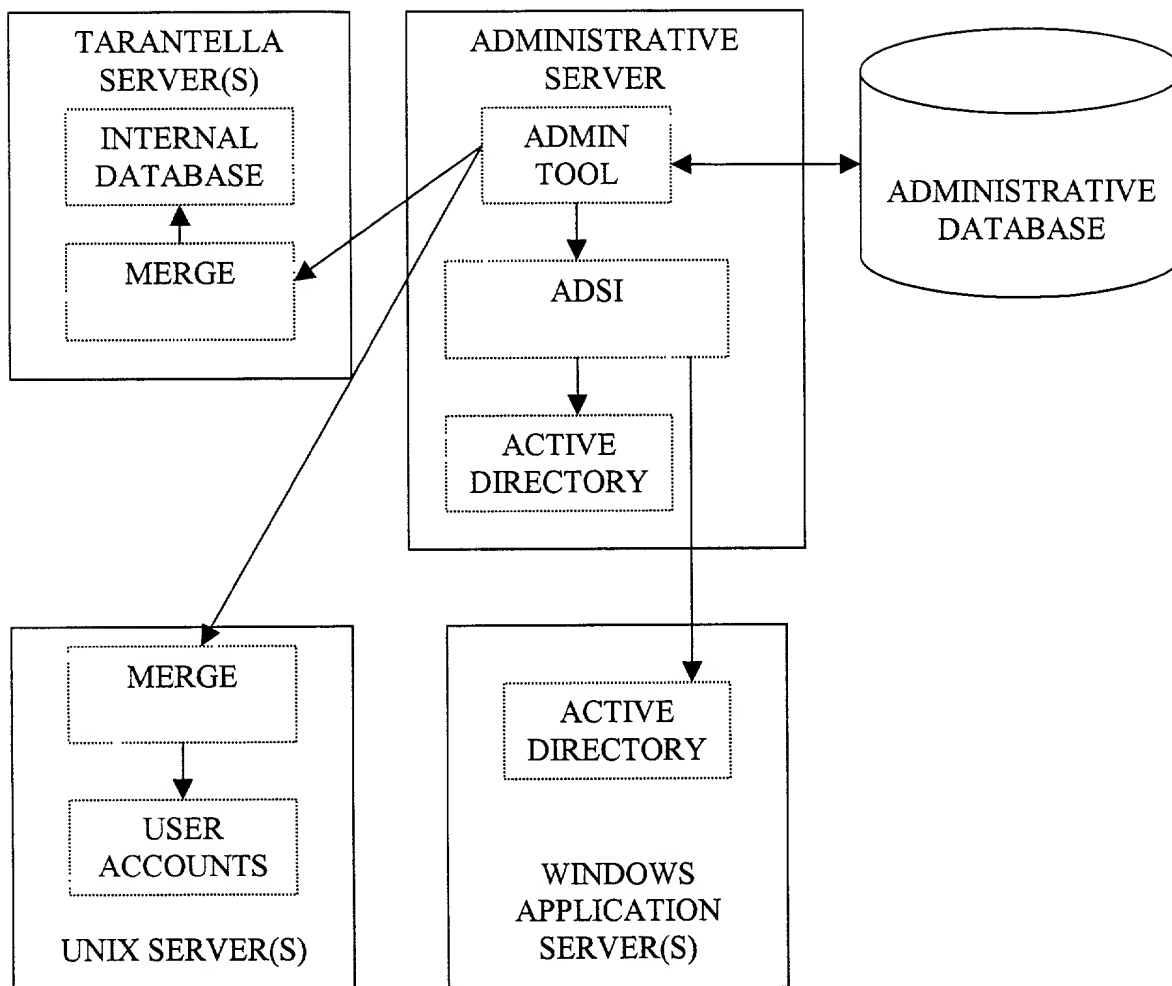 TARANTELLA
SERVER(S)
INTERNAL
DATABASE
MERGE
ADMINISTRATIVE
SERVER
ADMIN
TOOL
ADSI
ACTIVE
DIRECTORY
ADMINISTRATIVE
DATABASE
MERGE
USER
ACCOUNTS
UNIX SERVER(S)
ACTIVE
DIRECTORY
WINDOWS
APPLICATION
SERVER(S)